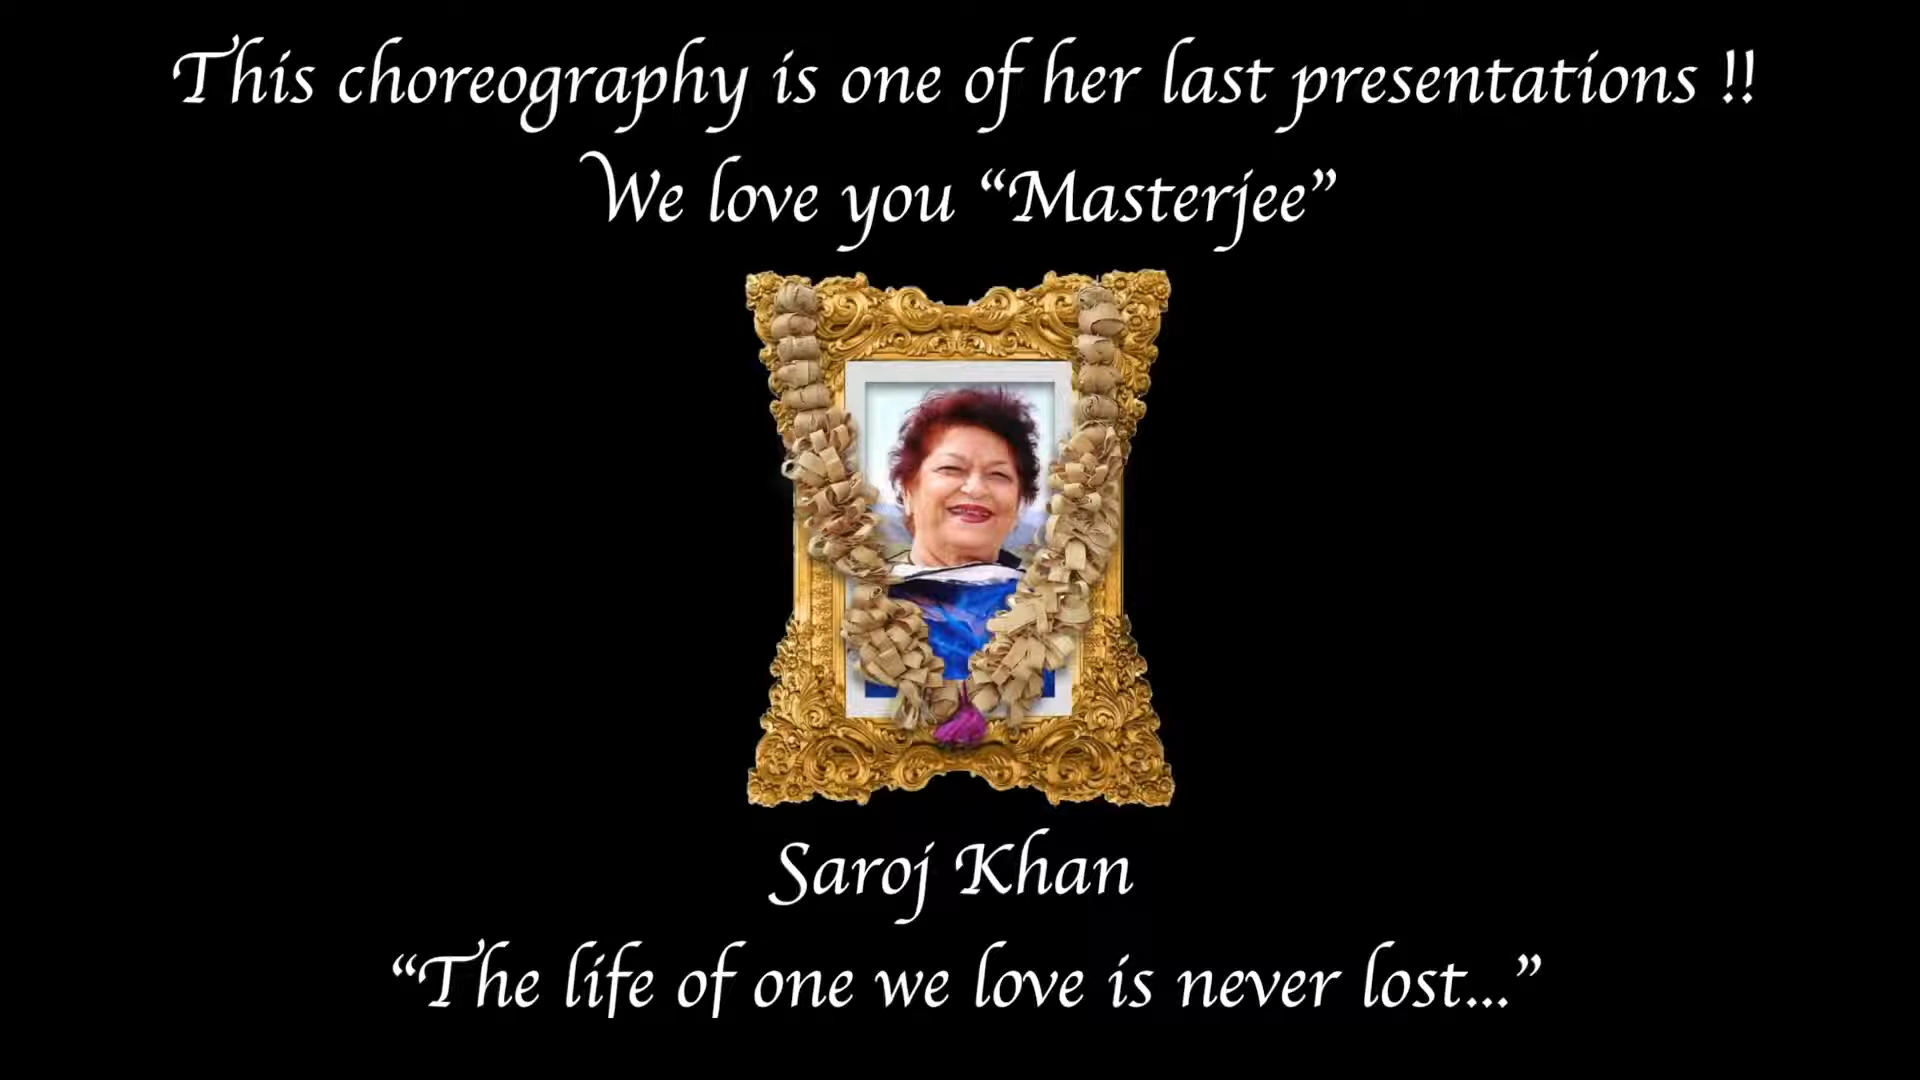 This choreography is one of her last presentations !!
We love you “Masterjee”
Saroj Khan
“The life of one we love is never lost...”